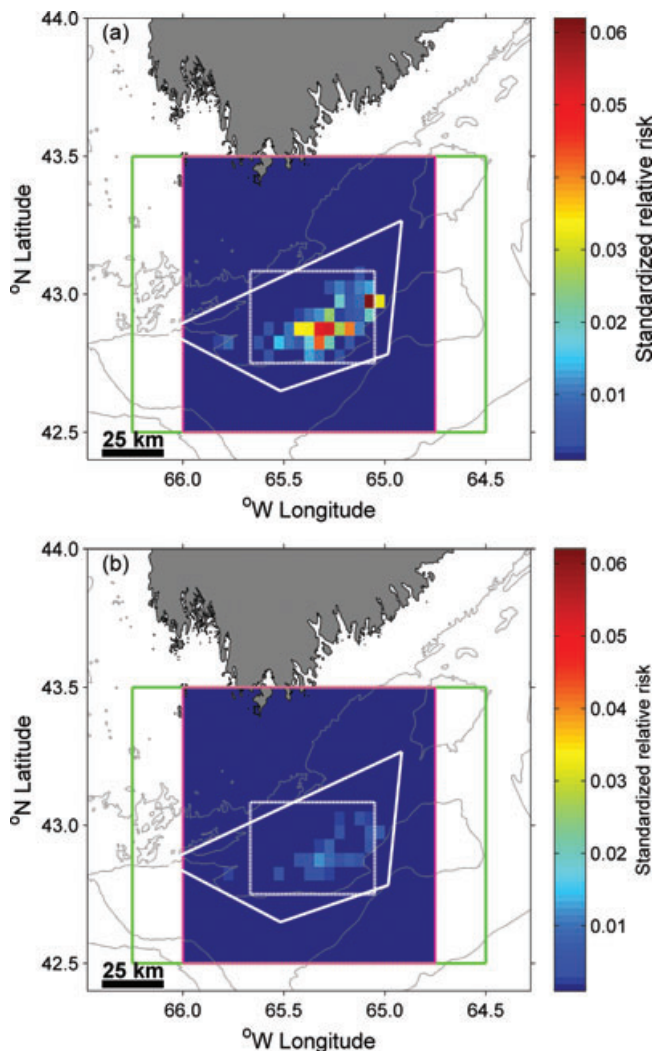 44.0
(a)
43.5
43.0
42.5
°N Latitude
25 km
66.0 65.5 65.0 64.5
°W Longitude
0.06
0.05
0.04
0.03
0.02
0.01
Standardized relative risk
44.0
(b)
43.5
43.0
42.5
°N Latitude
25 km
66.0 65.5 65.0 64.5
°W Longitude
0.06
0.05
0.04
0.03
0.02
0.01
Standardized relative risk